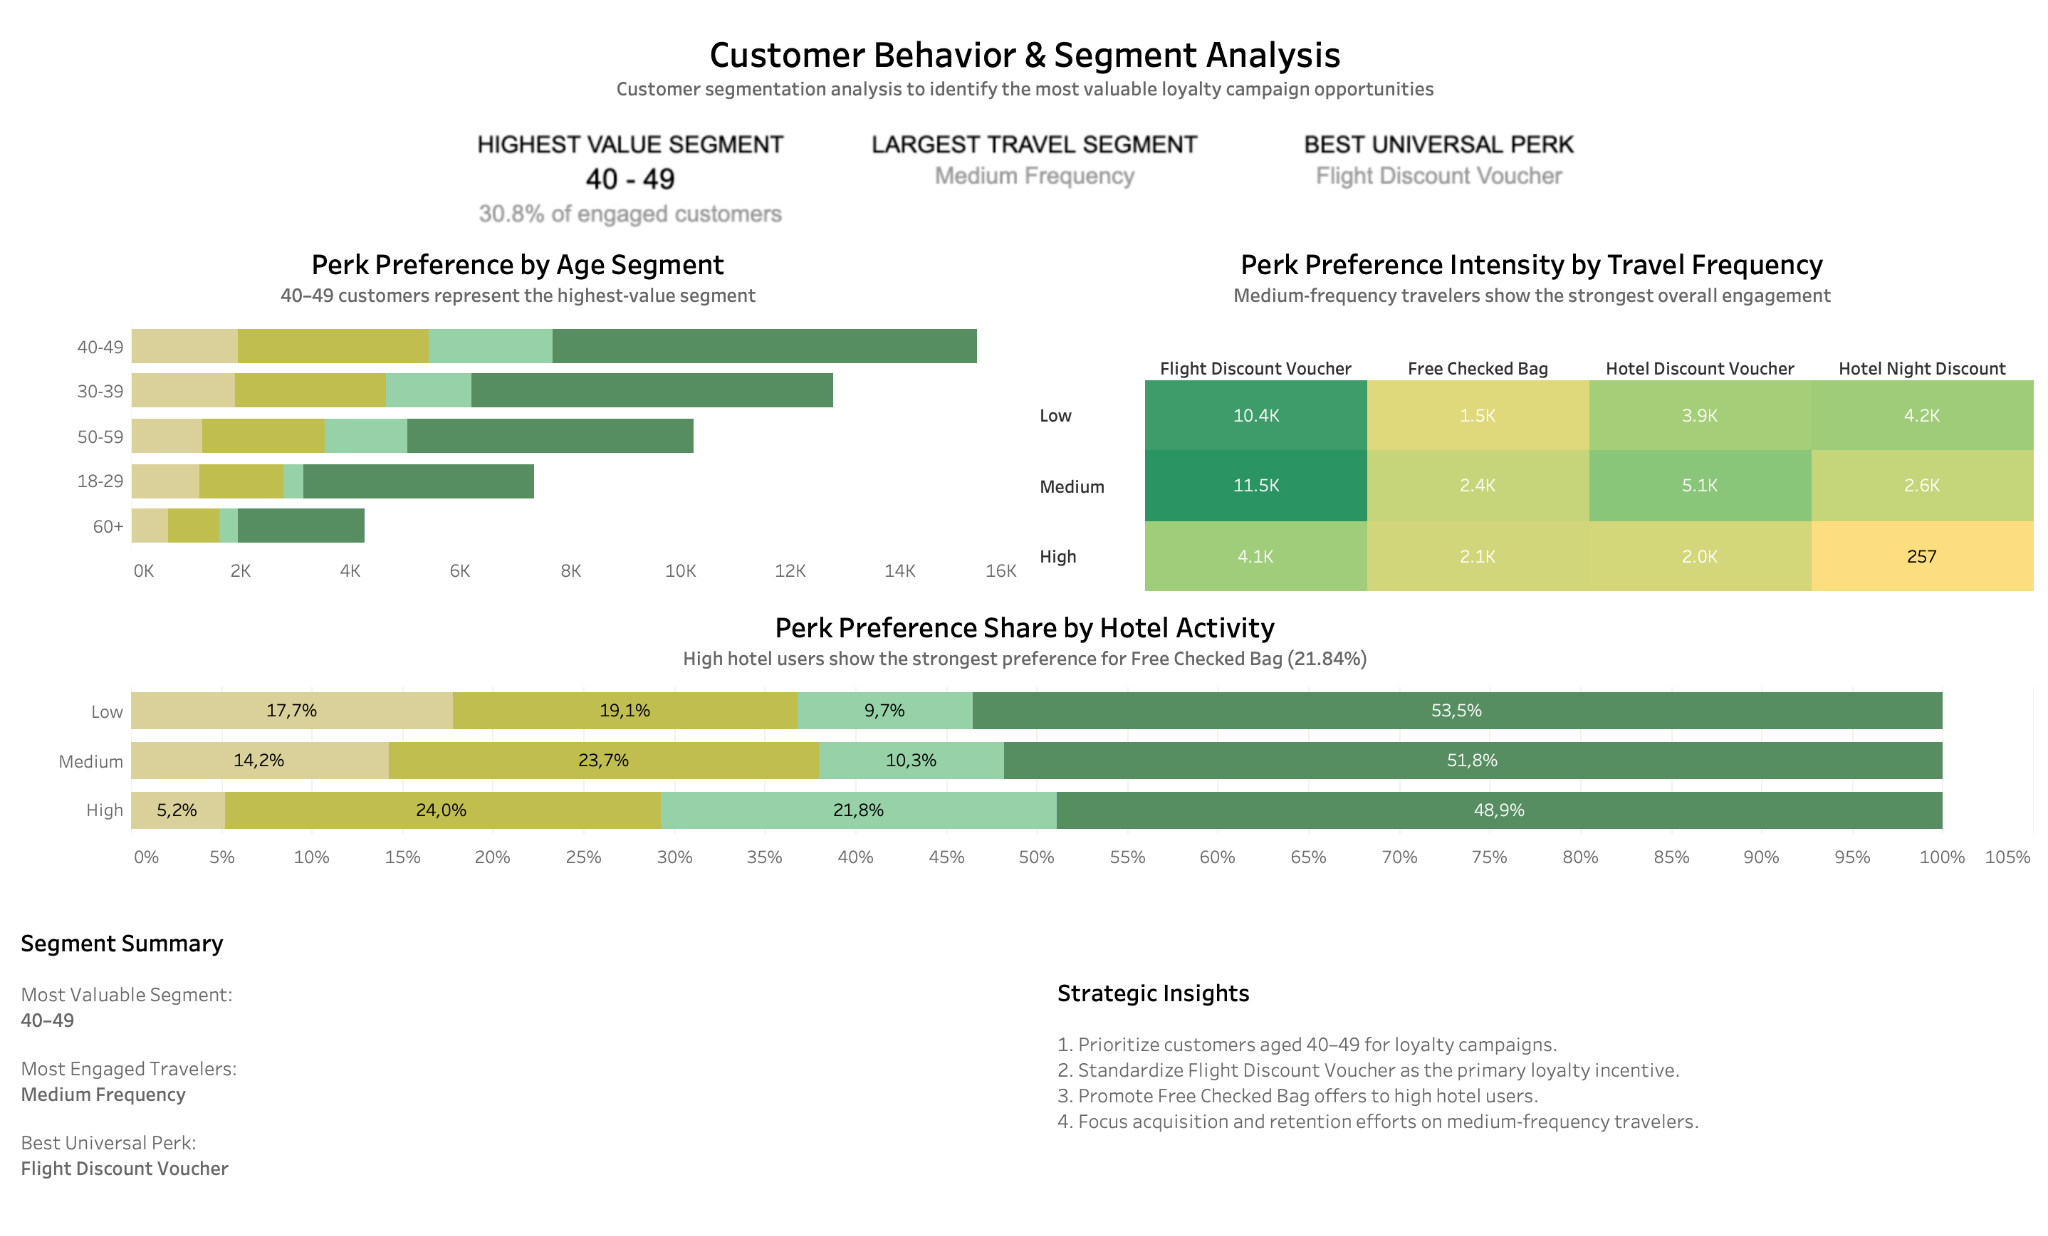 Customer Behavior & Segment Analysis
Customer segmentation analysis to identify the most valuable loyalty campaign opportunities
HIGHEST VALUE SEGMENT
40 - 49
30.8% of engaged customers
LARGEST TRAVEL SEGMENT
Medium Frequency
BEST UNIVERSAL PERK
Flight Discount Voucher
Perk Preference by Age Segment
40–49 customers represent the highest-value segment
40-49
30-39
50-59
18-29
60+
0K 2K 4K 6K 8K 10K 12K 14K 16K
Perk Preference Intensity by Travel Frequency
Medium-frequency travelers show the strongest overall engagement
Flight Discount Voucher Free Checked Bag Hotel Discount Voucher Hotel Night Discount
Low 10.4K 1.5K 3.9K 4.2K
Medium 11.5K 2.4K 5.1K 2.6K
High 4.1K 2.1K 2.0K 257
Perk Preference Share by Hotel Activity
High hotel users show the strongest preference for Free Checked Bag (21.84%)
Low 17,7% 19,1% 9,7% 53,5%
Medium 14,2% 23,7% 10,3% 51,8%
High 5,2% 24,0% 21,8% 48,9%
0% 5% 10% 15% 20% 25% 30% 35% 40% 45% 50% 55% 60% 65% 70% 75% 80% 85% 90% 95% 100% 105%
Segment Summary
Most Valuable Segment:
40–49
Most Engaged Travelers:
Medium Frequency
Best Universal Perk:
Flight Discount Voucher
Strategic Insights
1. Prioritize customers aged 40–49 for loyalty campaigns.
2. Standardize Flight Discount Voucher as the primary loyalty incentive.
3. Promote Free Checked Bag offers to high hotel users.
4. Focus acquisition and retention efforts on medium-frequency travelers.